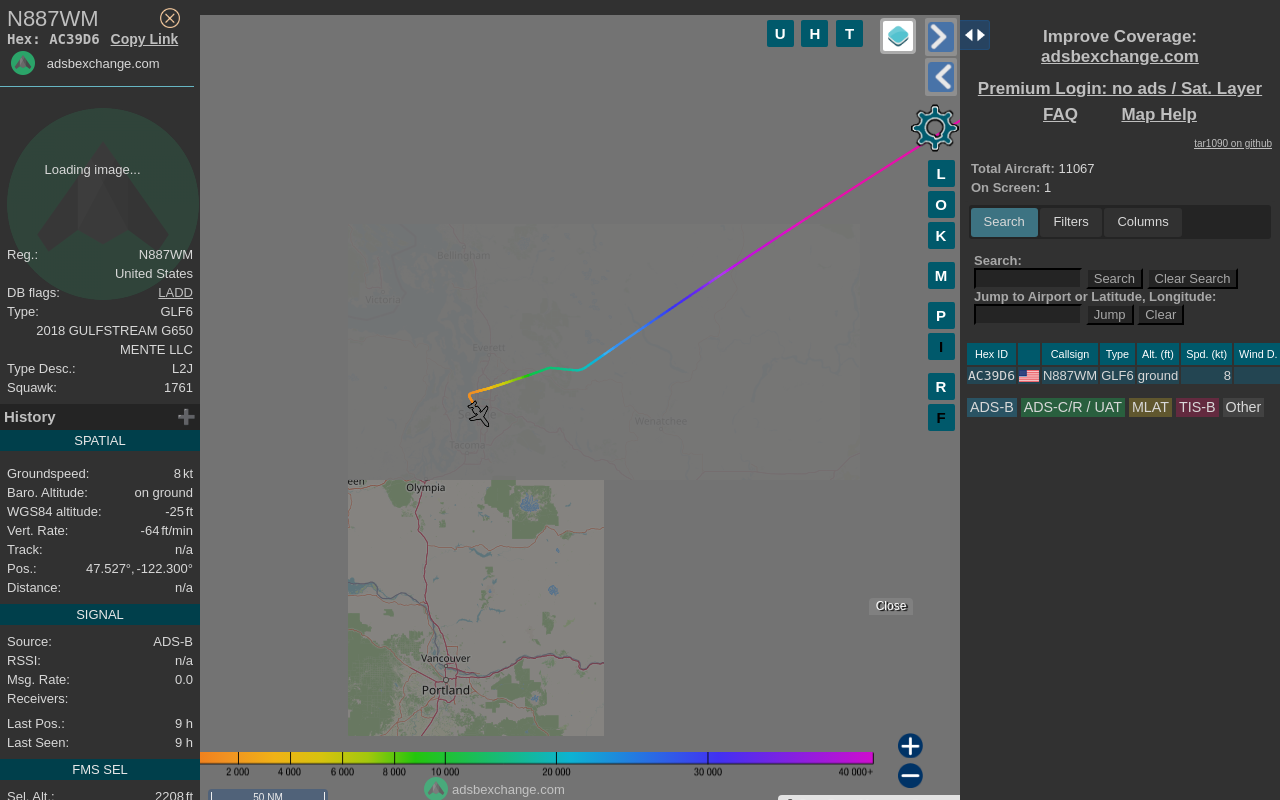 N887WM
Hex: AC39D6 Copy Link
adsbexchange.com
Loading image...
Reg.: N887WM
United States
DB flags: LADD
Type: GLF6
2018 GULFSTREAM G650
MENTE LLC
Type Desc.: L2J
Squawk: 1761
History
SPATIAL
Groundspeed: 8 kt
Baro. Altitude: on ground
WGS84 altitude: -25 ft
Vert. Rate: -64 ft/min
Track: n/a
Pos.: 47.527°, -122.300°
Distance: n/a
SIGNAL
Source: ADS-B
RSSI: n/a
Msg. Rate: 0.0
Receivers:
Last Pos.: 9 h
Last Seen: 9 h
FMS SEL
Sel. Alt.: 2208 ft
U H T
L
O
K
M
P
I
R
F
Bellingham
Victoria
Everett
Tacoma
Wenatchee
een Olympia
Vancouver
Portland
Close
2 000 4 000 6 000 8 000 10 000 20 000 30 000 40 000+
adsbexchange.com
50 NM
Improve Coverage:
adsbexchange.com
Premium Login: no ads / Sat. Layer
FAQ Map Help
tar1090 on github
Total Aircraft: 11067
On Screen: 1
Search Filters Columns
Search:
Search Clear Search
Jump to Airport or Latitude, Longitude:
Jump Clear
Hex ID Callsign Type Alt. (ft) Spd. (kt) Wind D.
AC39D6 N887WM GLF6 ground 8
ADS-B ADS-C/R / UAT MLAT TIS-B Other